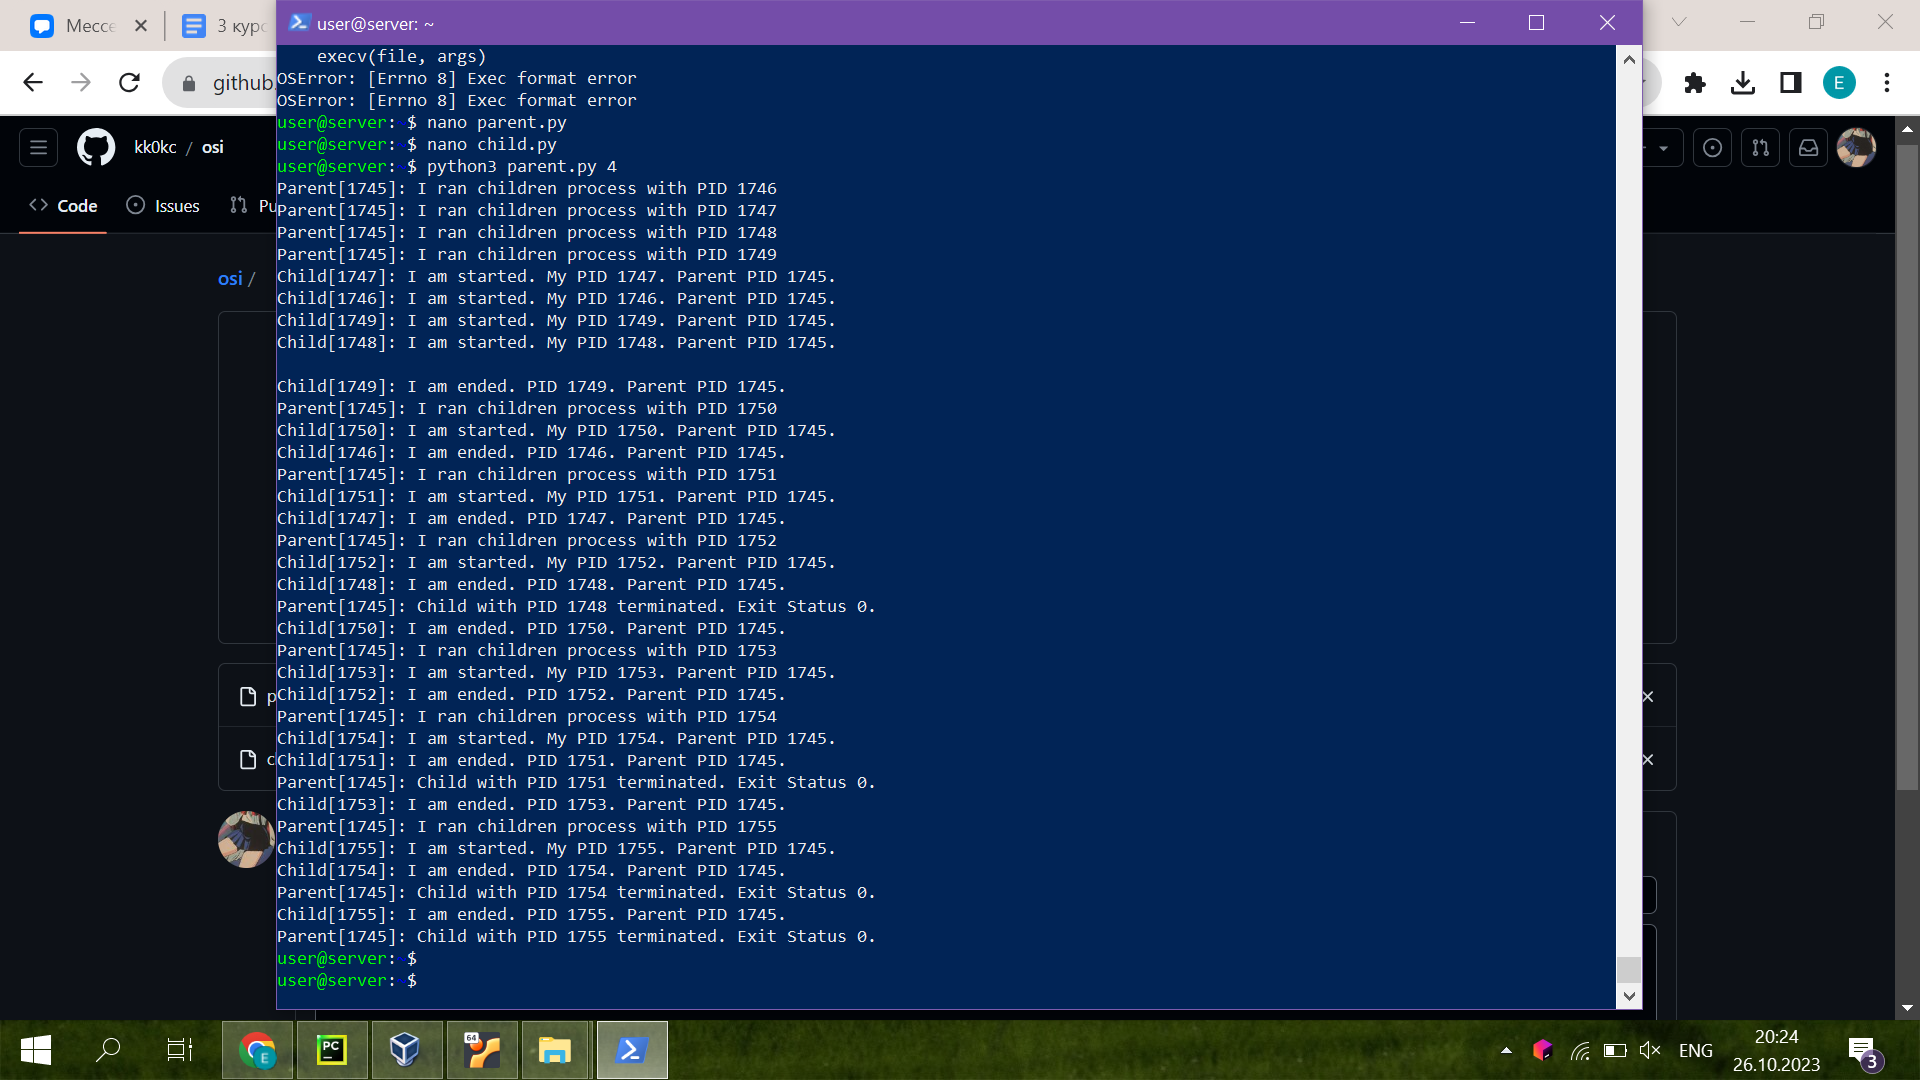 user@server: ~
execv(file, args)
OSError: [Errno 8] Exec format error
OSError: [Errno 8] Exec format error
user@server:~$ nano parent.py
user@server:~$ nano child.py
user@server:~$ python3 parent.py 4
Parent[1745]: I ran children process with PID 1746
Parent[1745]: I ran children process with PID 1747
Parent[1745]: I ran children process with PID 1748
Parent[1745]: I ran children process with PID 1749
Child[1747]: I am started. My PID 1747. Parent PID 1745.
Child[1746]: I am started. My PID 1746. Parent PID 1745.
Child[1749]: I am started. My PID 1749. Parent PID 1745.
Child[1748]: I am started. My PID 1748. Parent PID 1745.
Child[1749]: I am ended. PID 1749. Parent PID 1745.
Parent[1745]: I ran children process with PID 1750
Child[1750]: I am started. My PID 1750. Parent PID 1745.
Child[1746]: I am ended. PID 1746. Parent PID 1745.
Parent[1745]: I ran children process with PID 1751
Child[1751]: I am started. My PID 1751. Parent PID 1745.
Child[1747]: I am ended. PID 1747. Parent PID 1745.
Parent[1745]: I ran children process with PID 1752
Child[1752]: I am started. My PID 1752. Parent PID 1745.
Child[1748]: I am ended. PID 1748. Parent PID 1745.
Parent[1745]: Child with PID 1748 terminated. Exit Status 0.
Child[1750]: I am ended. PID 1750. Parent PID 1745.
Parent[1745]: I ran children process with PID 1753
Child[1753]: I am started. My PID 1753. Parent PID 1745.
Child[1752]: I am ended. PID 1752. Parent PID 1745.
Parent[1745]: I ran children process with PID 1754
Child[1754]: I am started. My PID 1754. Parent PID 1745.
Child[1751]: I am ended. PID 1751. Parent PID 1745.
Parent[1745]: Child with PID 1751 terminated. Exit Status 0.
Child[1753]: I am ended. PID 1753. Parent PID 1745.
Parent[1745]: I ran children process with PID 1755
Child[1755]: I am started. My PID 1755. Parent PID 1745.
Child[1754]: I am ended. PID 1754. Parent PID 1745.
Parent[1745]: Child with PID 1754 terminated. Exit Status 0.
Child[1755]: I am ended. PID 1755. Parent PID 1745.
Parent[1745]: Child with PID 1755 terminated. Exit Status 0.
user@server:~$
user@server:~$
3 курс
github.
E
kk0kc / osi
Code
Issues
osi /
E
PC
64
ENG
20:24
26.10.2023
3